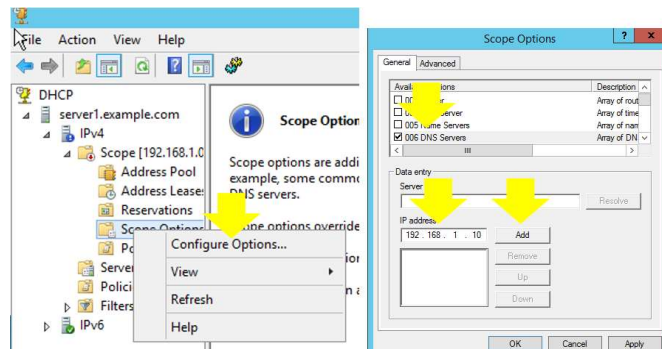 File Action View Help
DHCP
server1.example.com
IPv4
Scope [192.168.1.0
Address Pool
Address Lease
Reservations
Scope Options
Po
Server
Polici
Filters
IPv6
Scope Option
Scope options are addi
example, some commo
DNS servers.
options override
Configure Options...
View
Refresh
Help
Scope Options
? x
General Advanced
Description
Array of rout
Server Array of time
005 Name Servers Array of nam
006 DNS Servers Array of DN
Data entry
Server
Resolve
IP address
192 . 168 . 1 . 10 Add
Remove
Up
Down
OK Cancel Apply